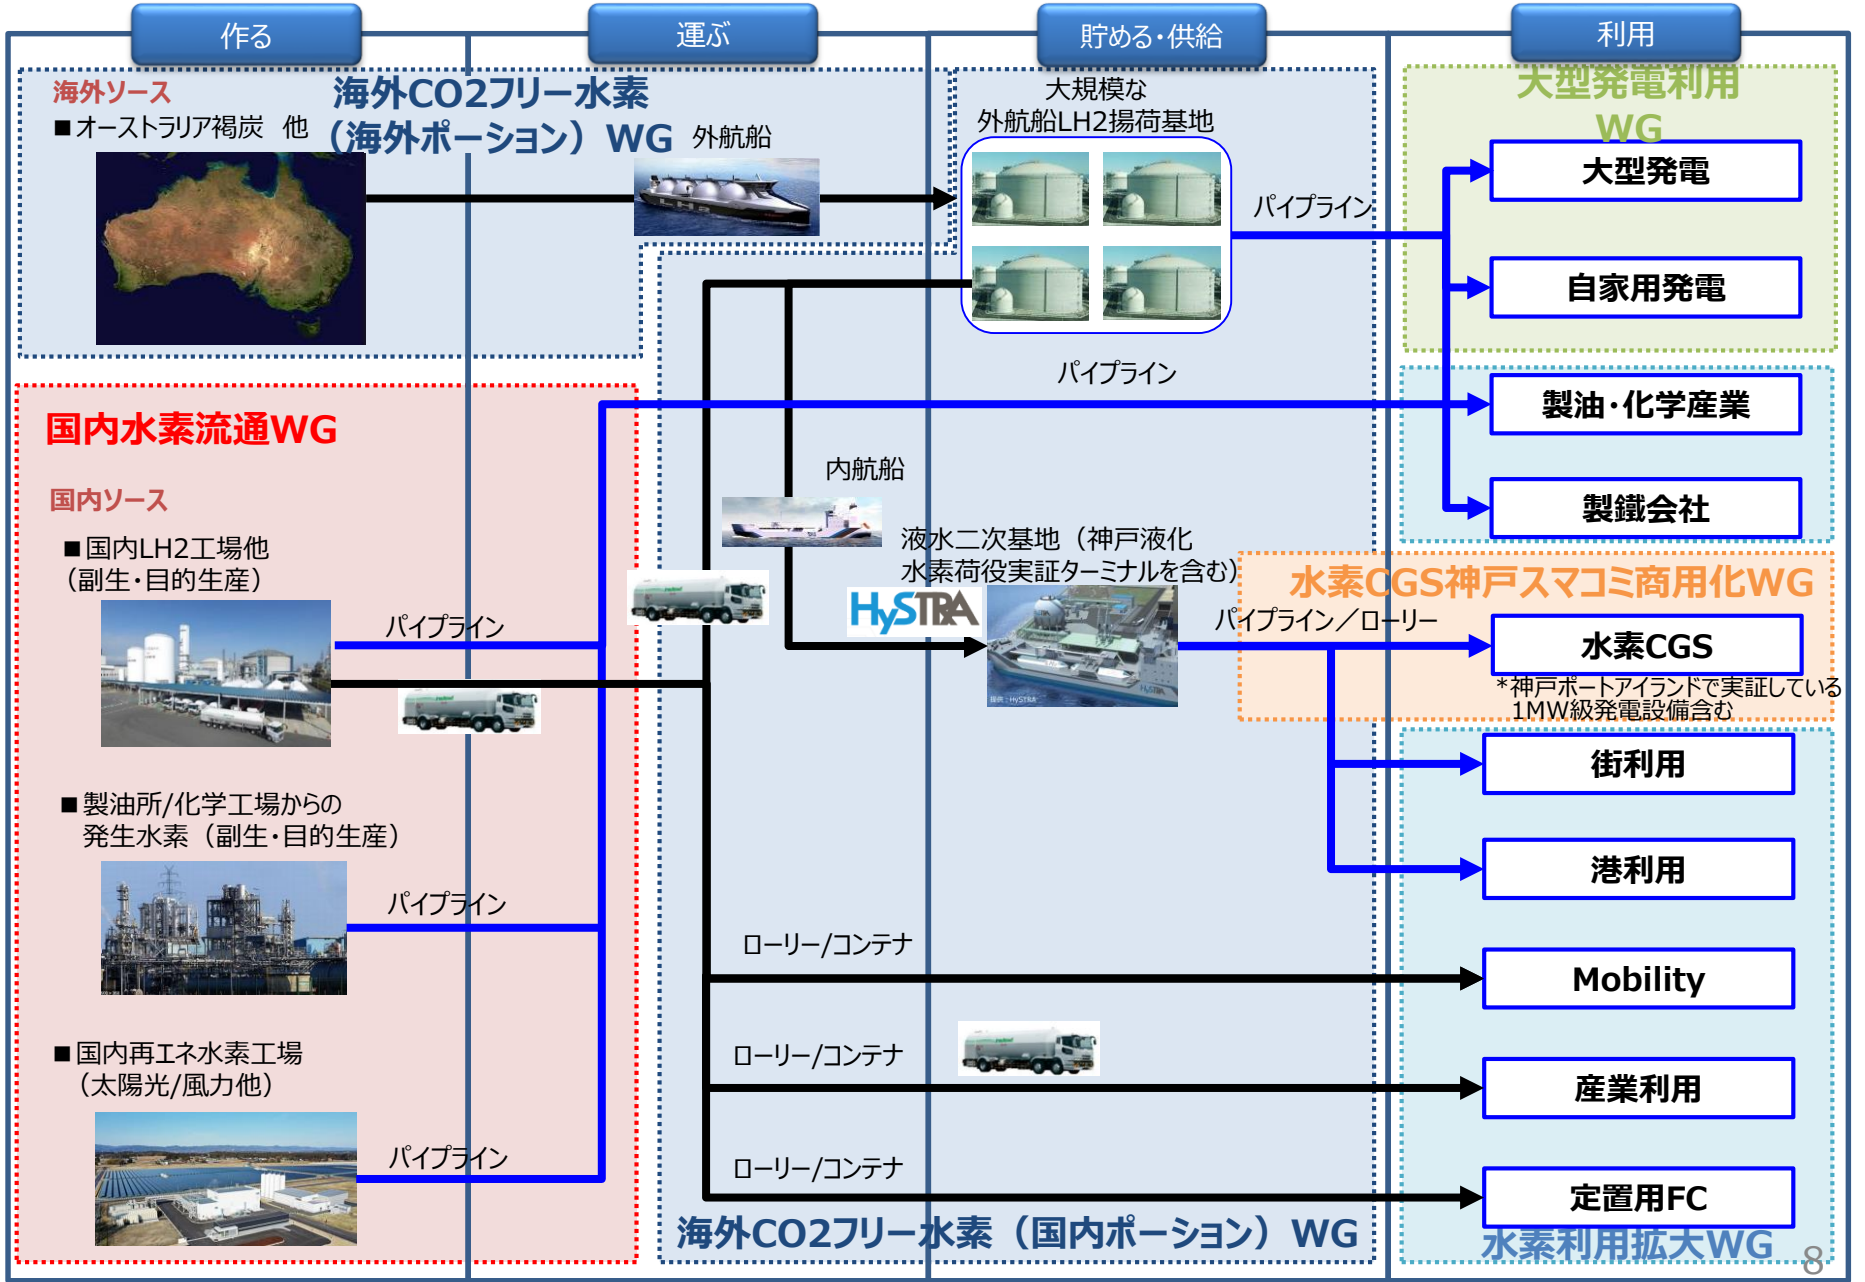 作る
運ぶ
貯める・供給
利用
海外ソース
■オーストラリア褐炭　他
海外CO2フリー水素
（海外ポーション）WG
外航船
LH2
大規模な
外航船LH2揚荷基地
パイプライン
大型発電利用
WG
大型発電
自家用発電
パイプライン
製油・化学産業
製鐵会社
国内水素流通WG
国内ソース
■国内LH2工場他
（副生・目的生産）
パイプライン
内航船
液水二次基地（神戸液化
水素荷役実証ターミナルを含む）
HySTRA
提供：HySTRA
水素CGS神戸スマコミ商用化WG
パイプライン／ローリー
水素CGS
*神戸ポートアイランドで実証している
1MW級発電設備含む
街利用
港利用
■製油所/化学工場からの
発生水素（副生・目的生産）
パイプライン
ローリー/コンテナ
Mobility
■国内再エネ水素工場
（太陽光/風力他）
パイプライン
ローリー/コンテナ
産業利用
ローリー/コンテナ
定置用FC
海外CO2フリー水素（国内ポーション）WG
水素利用拡大WG
8